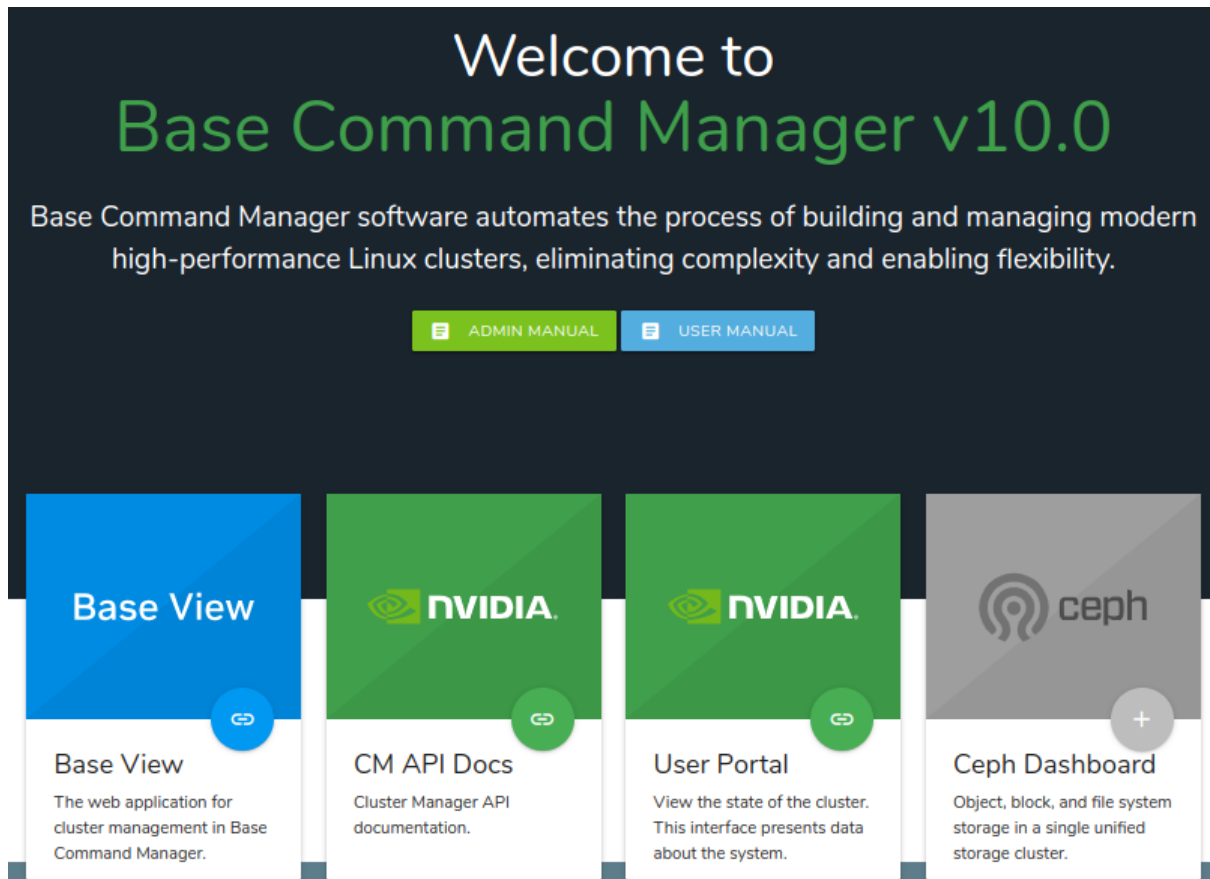 Welcome to
Base Command Manager v10.0
Base Command Manager software automates the process of building and managing modern
high-performance Linux clusters, eliminating complexity and enabling flexibility.
ADMIN MANUAL
USER MANUAL
Base View
NVIDIA.
NVIDIA.
ceph
Base View
The web application for
cluster management in Base
Command Manager.
CM API Docs
Cluster Manager API
documentation.
User Portal
View the state of the cluster.
This interface presents data
about the system.
Ceph Dashboard
Object, block, and file system
storage in a single unified
storage cluster.